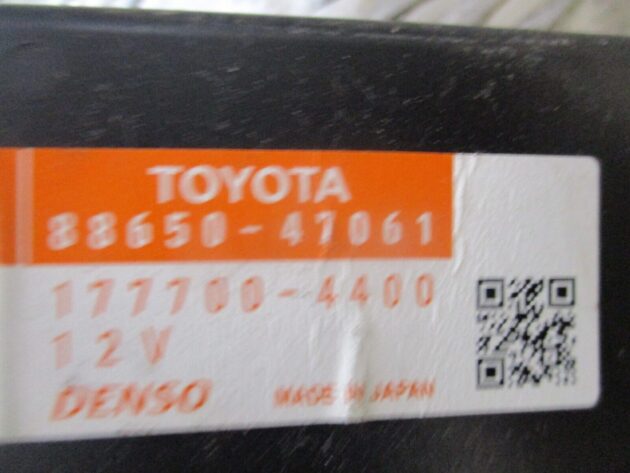 TOYOTA
88650-47061
177700-4400
12V
DENSO MADE IN JAPAN